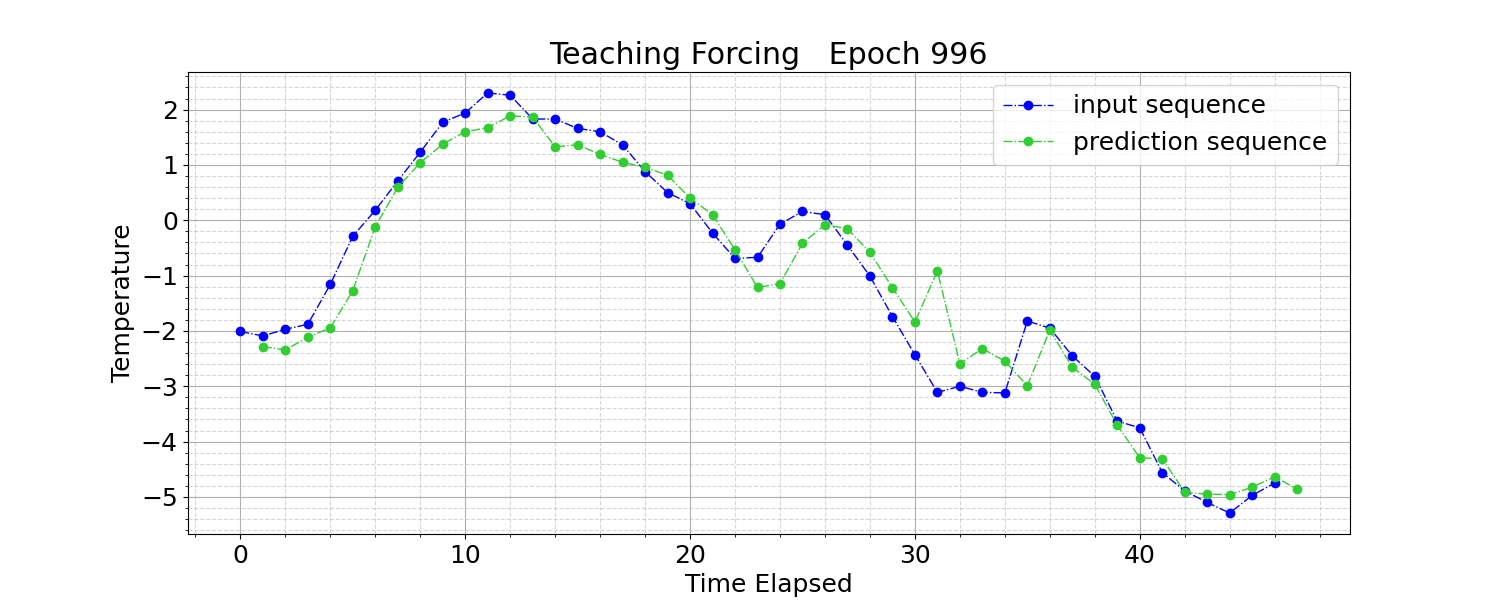 Teaching Forcing   Epoch 996
input sequence
prediction sequence
Temperature
2
1
0
−1
−2
−3
−4
−5
0 10 20 30 40
Time Elapsed